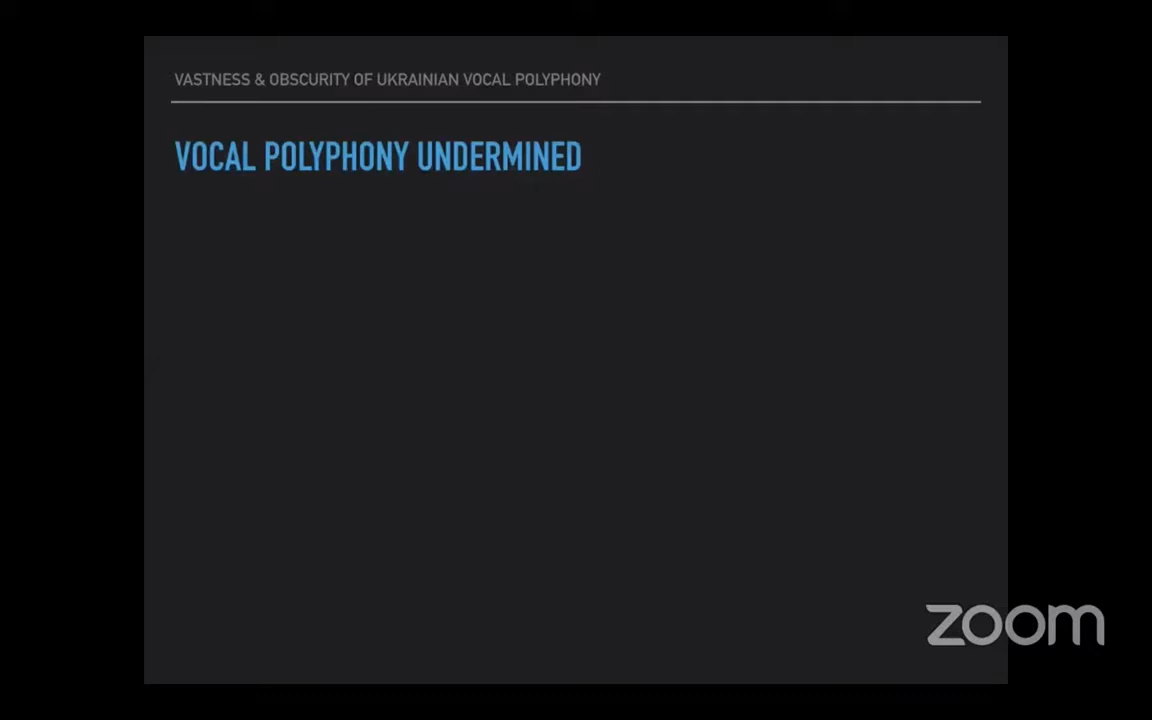 VASTNESS & OBSCURITY OF UKRAINIAN VOCAL POLYPHONY
VOCAL POLYPHONY UNDERMINED
zoom